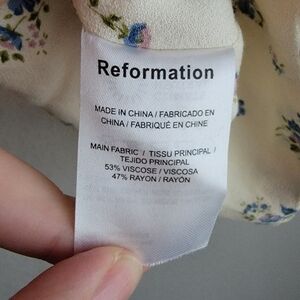 Reformation
MADE IN CHINA / FABRICADO EN
CHINA / FABRIQUÉ EN CHINE
MAIN FABRIC / TISSU PRINCIPAL /
TEJIDO PRINCIPAL
53% VISCOSE / VISCOSA
47% RAYON / RAYÓN